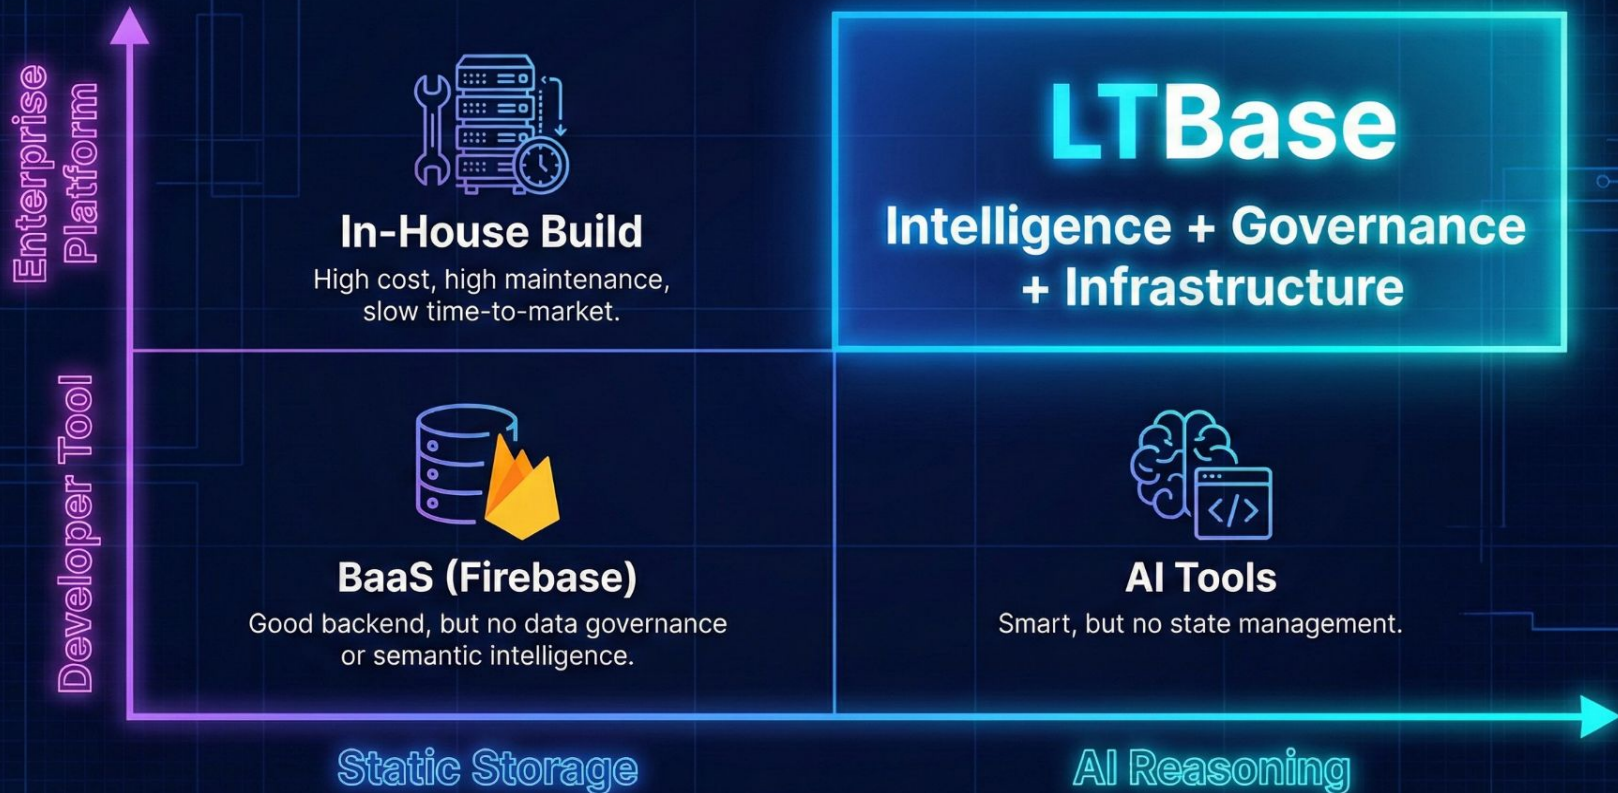 Enterprise
Platform
In-House Build
High cost, high maintenance,
slow time-to-market.
LTBase
Intelligence + Governance
+ Infrastructure
Developer Tool
BaaS (Firebase)
Good backend, but no data governance
or semantic intelligence.
</>
AI Tools
Smart, but no state management.
Static Storage
AI Reasoning